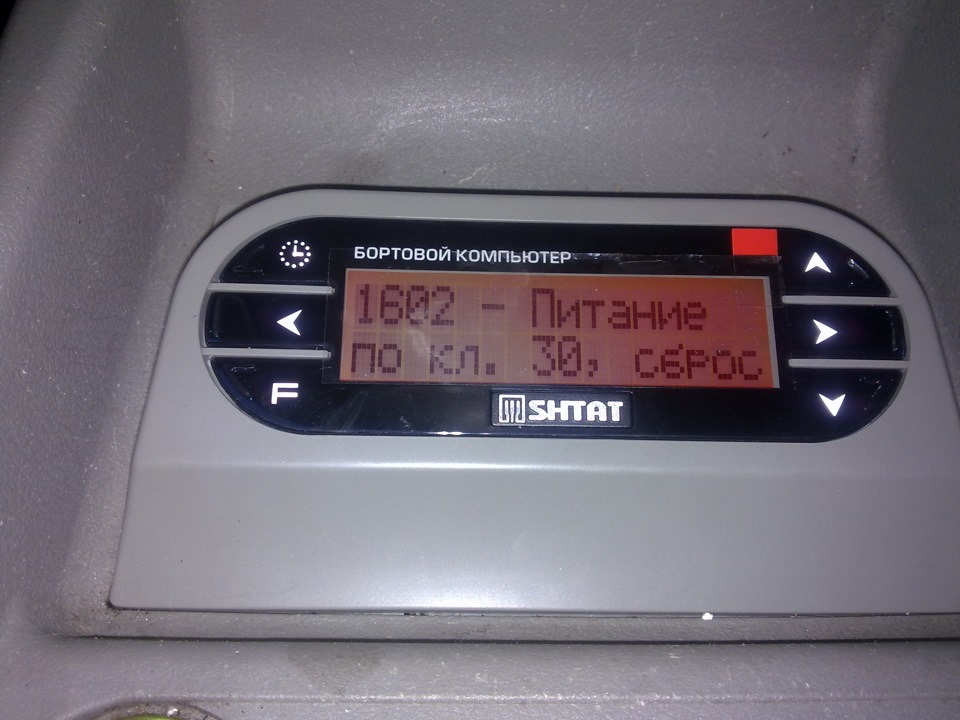 БОРТОВОЙ КОМПЬЮТЕР
1602 - Питание
по кл. 30, сброс
F
SHTAT